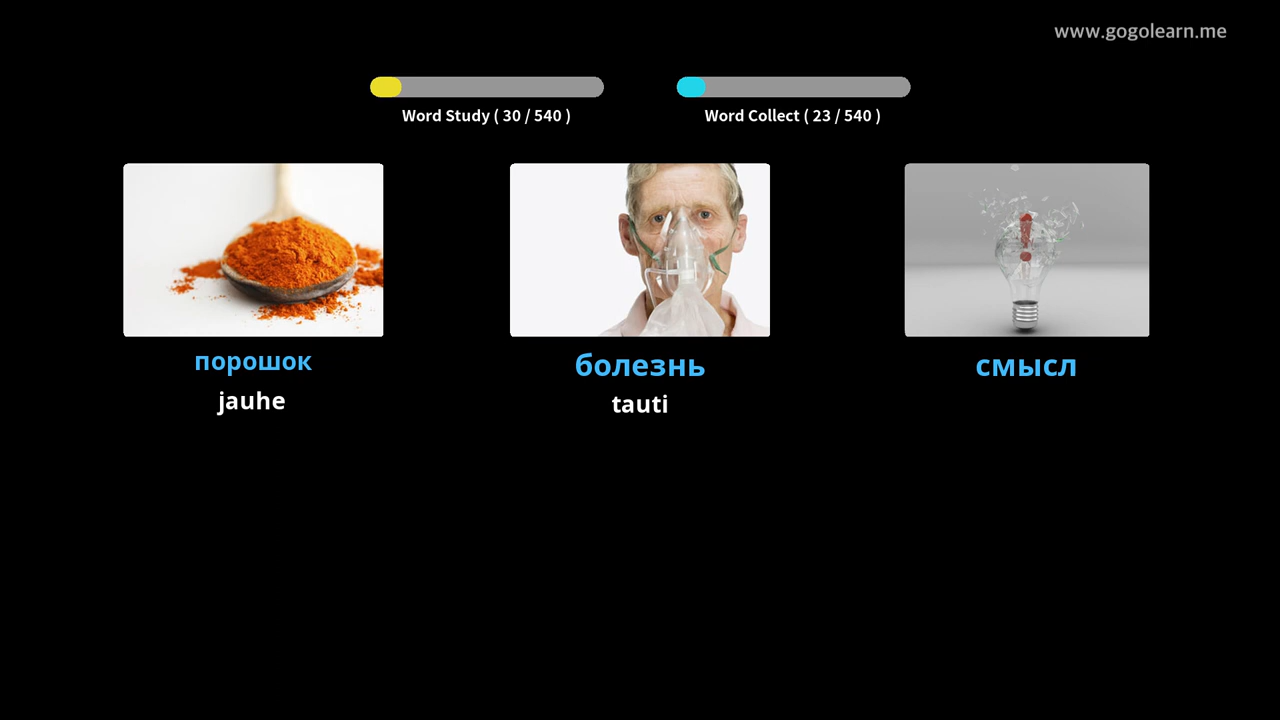 www.gogolearn.me
Word Study ( 30 / 540 )
Word Collect ( 23 / 540 )
порошок
jauhe
болезнь
tauti
смысл